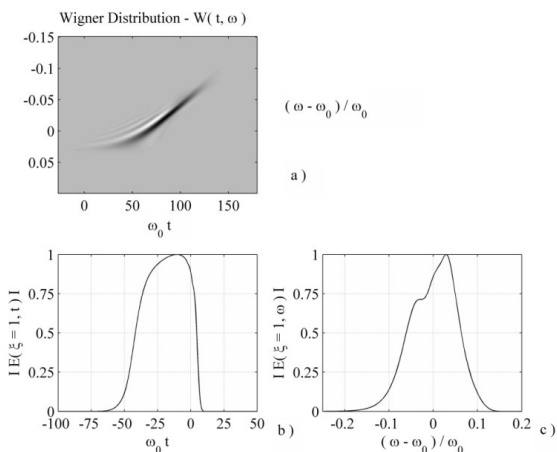 Wigner Distribution - W( t, ω )
-0.15
-0.1
-0.05
0
0.05
0 50 100 150
ω0 t
( ω - ω0 ) / ω0
a )
1
0.75
0.5
0.25
0
I E( ξ = 1, t ) I
-100 -75 -50 -25 0 25 50
ω0 t
b )
1
0.75
0.5
0.25
0
I E( ξ = 1, ω ) I
-0.2 -0.1 0 0.1 0.2
( ω - ω0 ) / ω0
c )